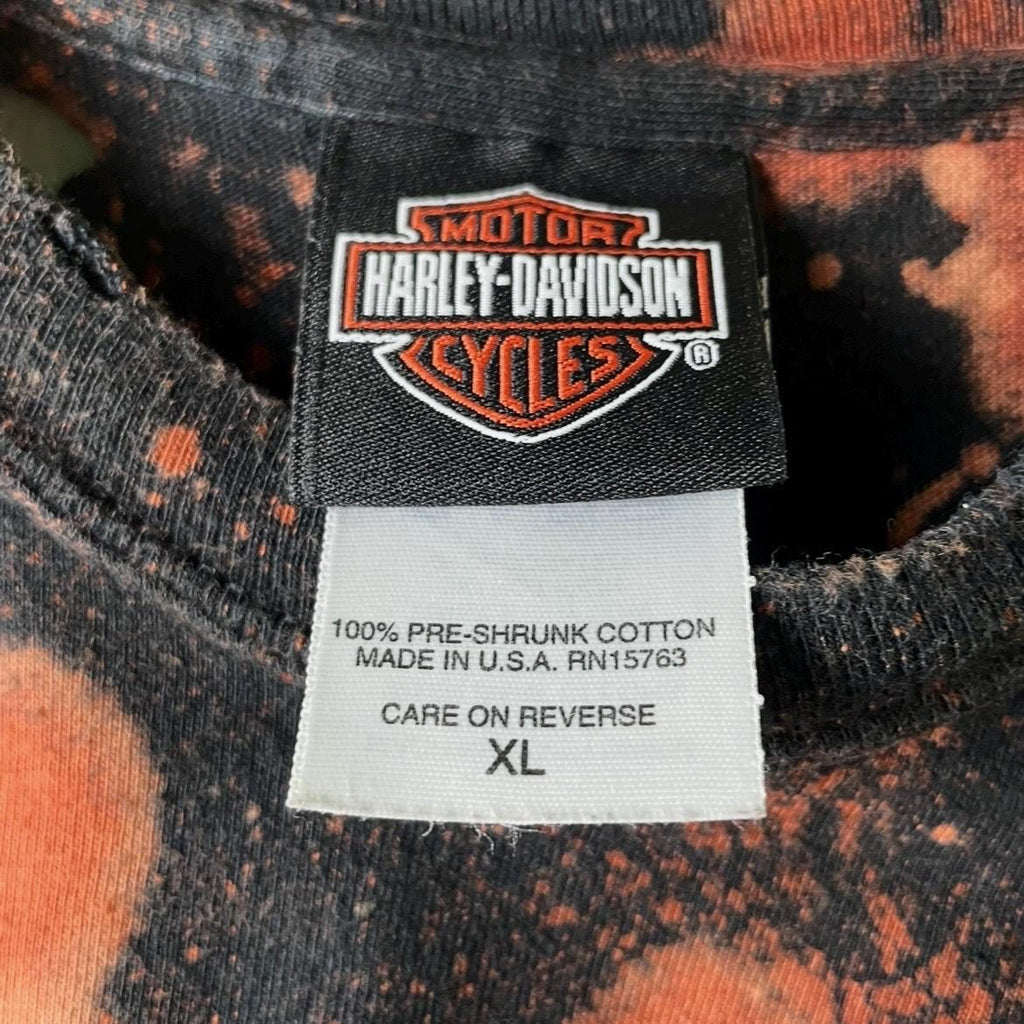 MOTOR
HARLEY-DAVIDSON
CYCLES
®
100% PRE-SHRUNK COTTON
MADE IN U.S.A. RN15763
CARE ON REVERSE
XL